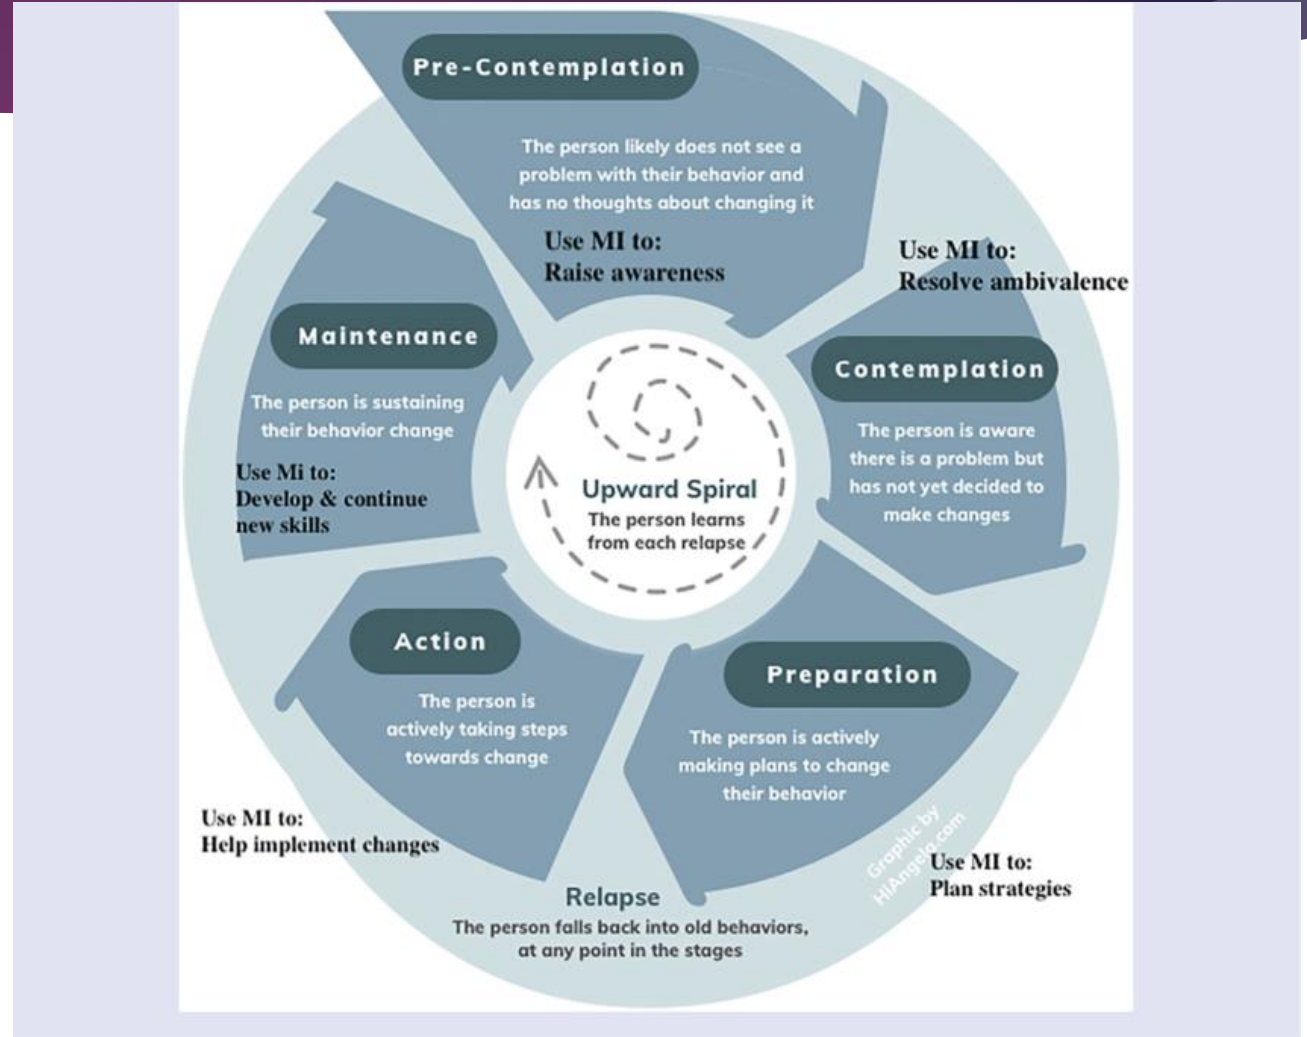 Pre-Contemplation
The person likely does not see a
problem with their behavior and
has no thoughts about changing it
Use MI to:
Raise awareness
Use MI to:
Resolve ambivalence
Contemplation
The person is aware
there is a problem but
has not yet decided to
make changes
Preparation
The person is actively
making plans to change
their behavior
Graphic by
HiAngelo.com
Use MI to:
Plan strategies
Action
The person is
actively taking steps
towards change
Use MI to:
Help implement changes
Maintenance
The person is sustaining
their behavior change
Use Mi to:
Develop & continue
new skills
Upward Spiral
The person learns
from each relapse
Relapse
The person falls back into old behaviors,
at any point in the stages